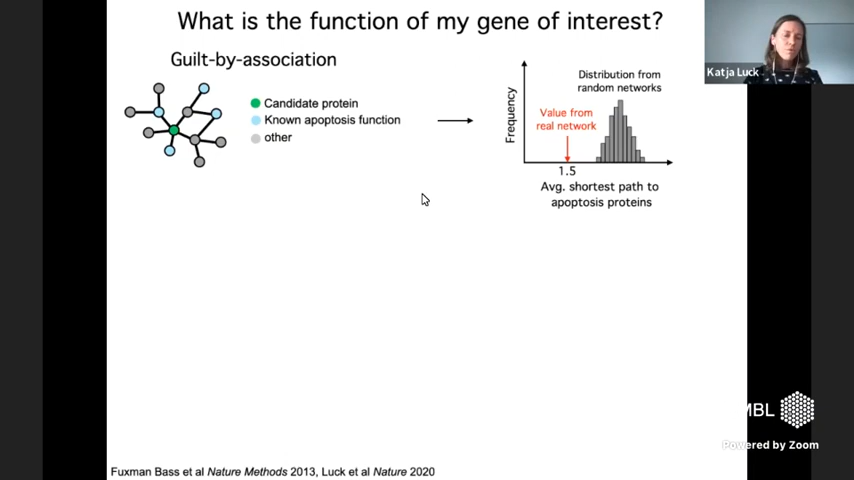 What is the function of my gene of interest?
Guilt-by-association
Candidate protein
Known apoptosis function
other
Frequency
Distribution from
random networks
Value from
real network
1.5
Avg. shortest path to
apoptosis proteins
Katja Luck
MBL
Powered by Zoom
Fuxman Bass et al Nature Methods 2013, Luck et al Nature 2020